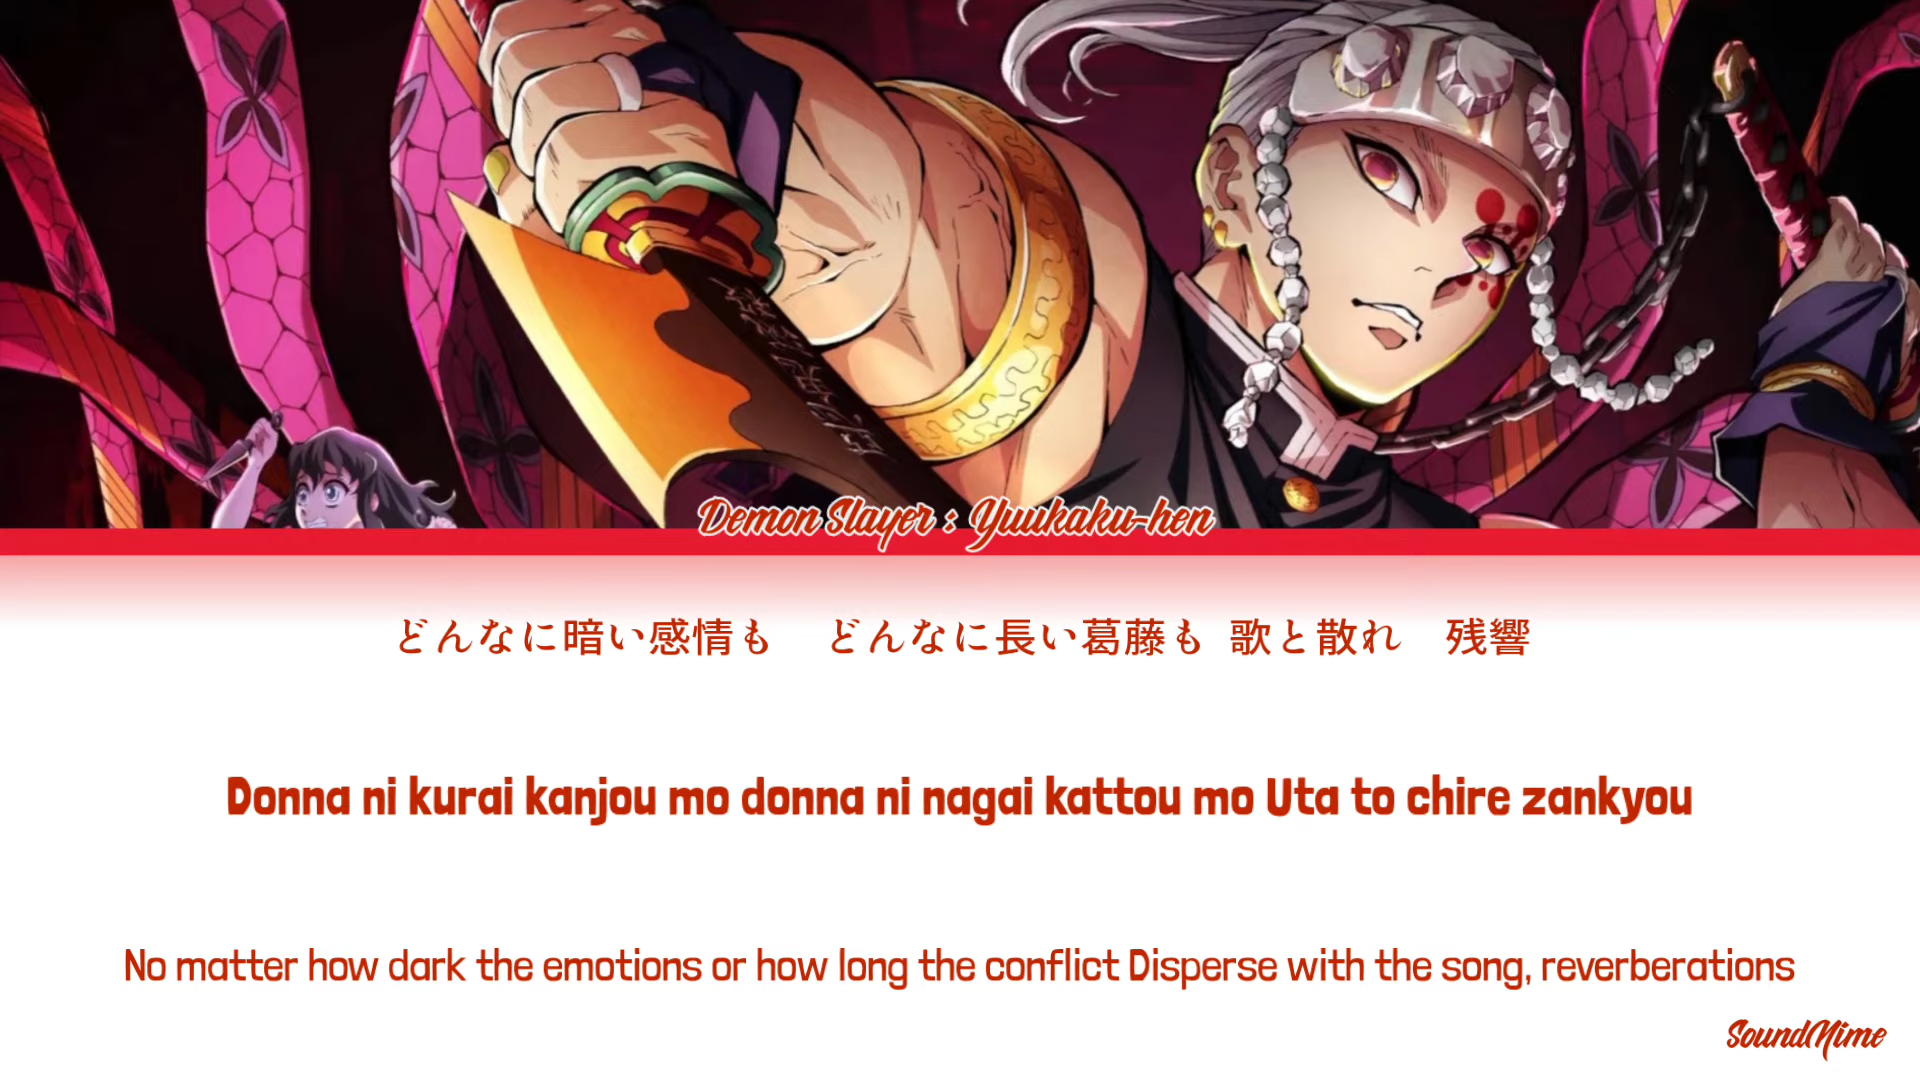 Demon Slayer : Yuukaku-hen
どんなに暗い感情も　どんなに長い葛藤も 歌と散れ　残響
Donna ni kurai kanjou mo donna ni nagai kattou mo Uta to chire zankyou
No matter how dark the emotions or how long the conflict Disperse with the song, reverberations
SoundNime